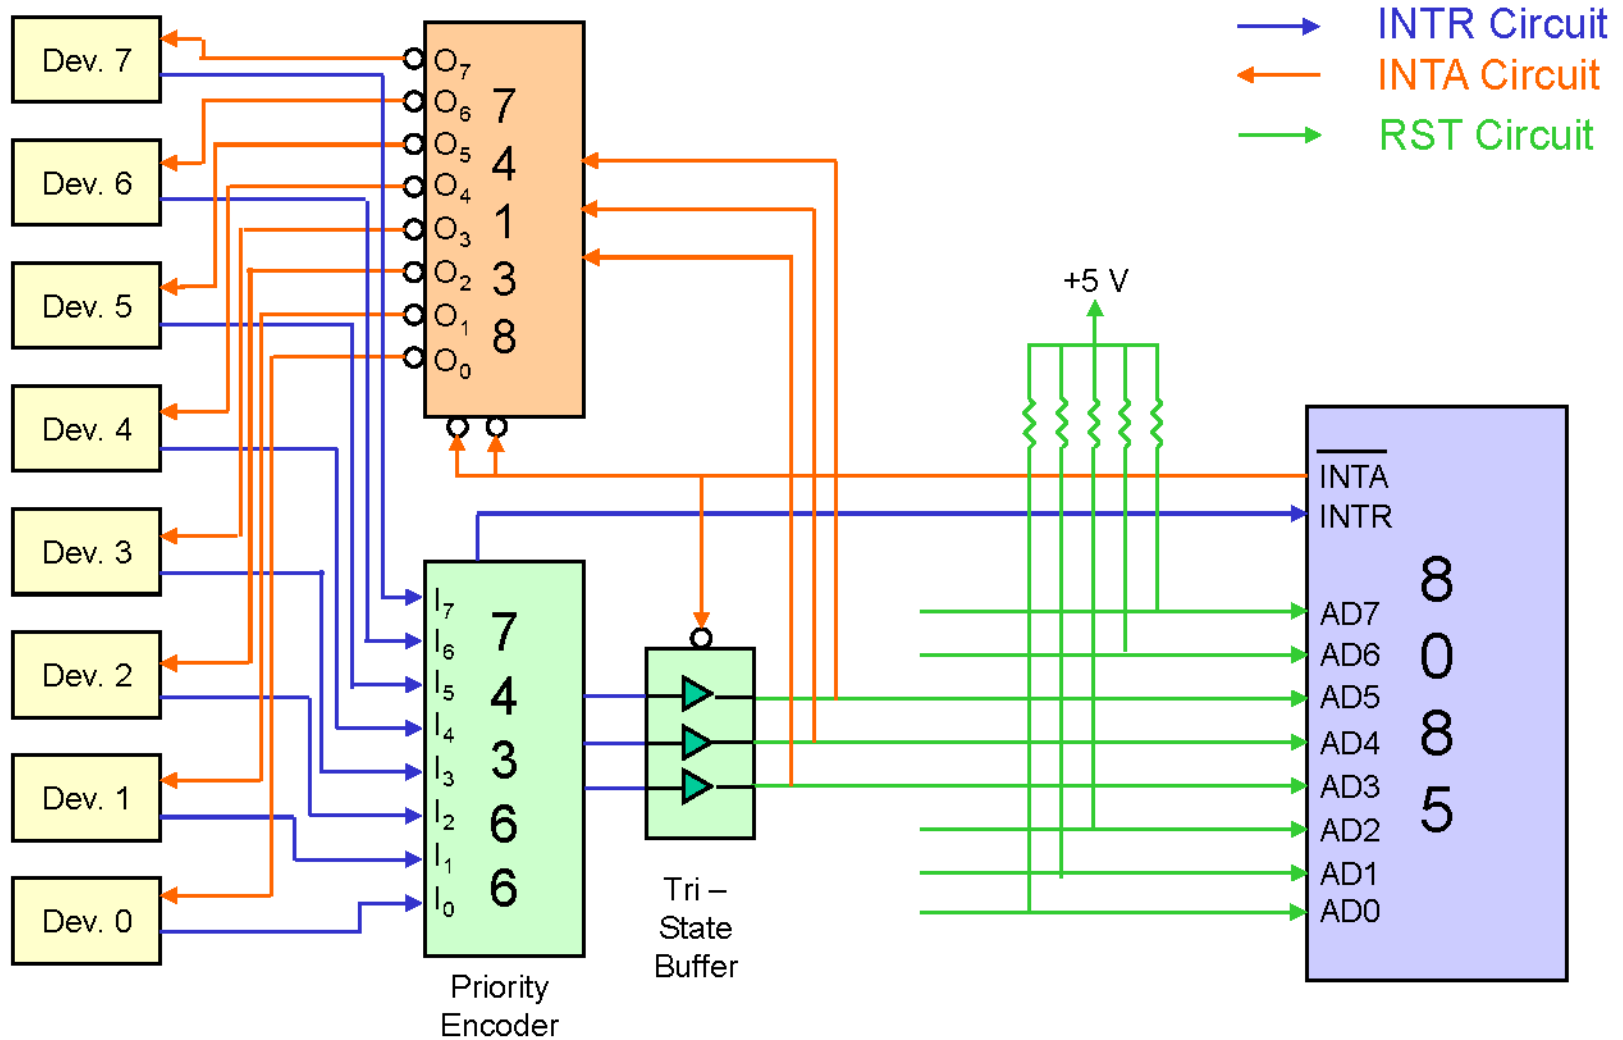 INTR Circuit
INTA Circuit
RST Circuit
Dev. 7
Dev. 6
Dev. 5
Dev. 4
Dev. 3
Dev. 2
Dev. 1
Dev. 0
O7
O6
O5
O4
O3
O2
O1
O0
7
4
1
3
8
I7
I6
I5
I4
I3
I2
I1
I0
7
4
3
6
6
Priority
Encoder
Tri –
State
Buffer
+5 V
INTA
INTR
AD7
AD6
AD5
AD4
AD3
AD2
AD1
AD0
8
0
8
5